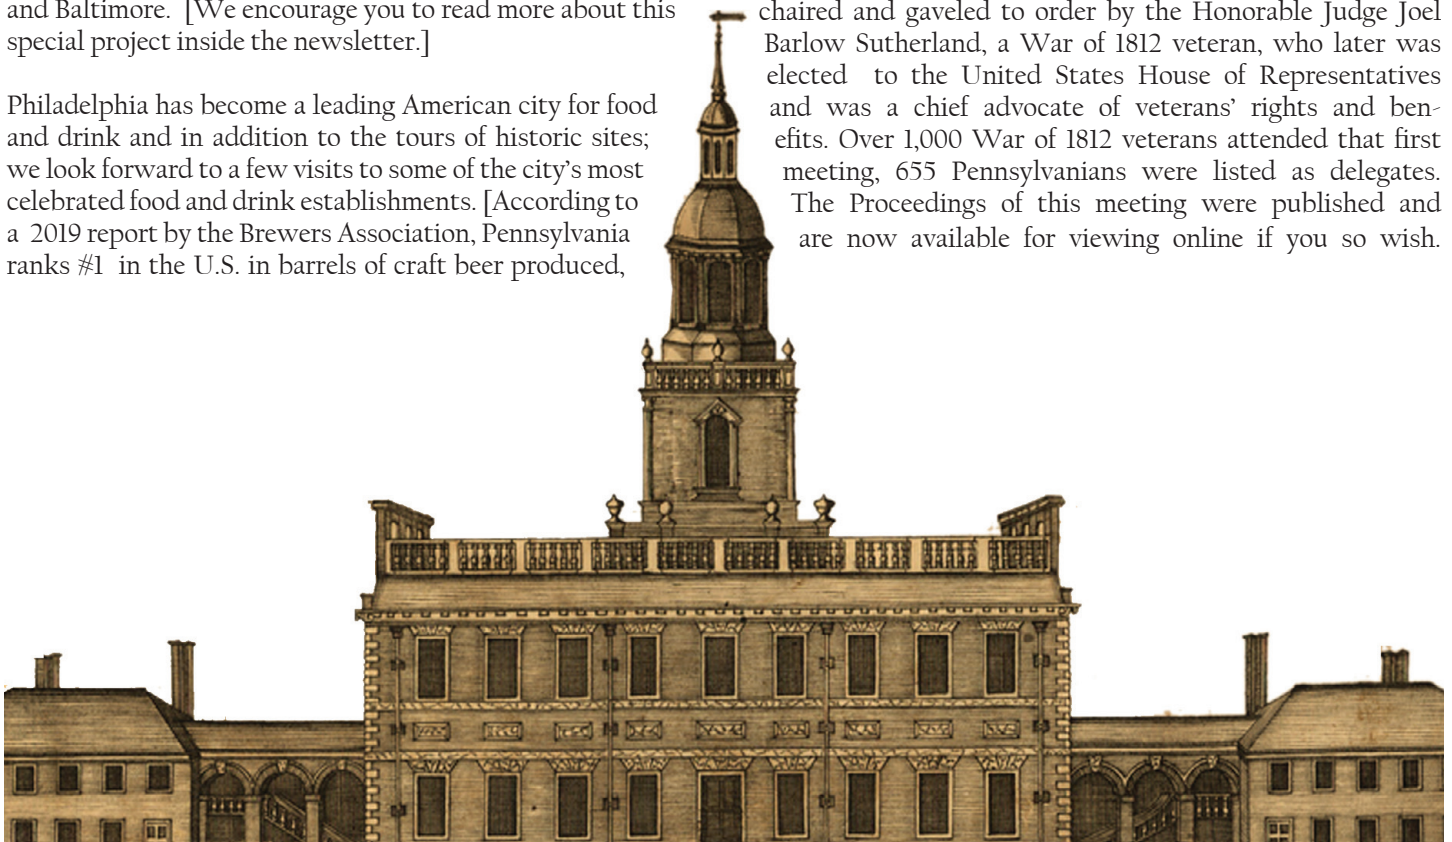 and Baltimore.  [We encourage you to read more about this
special project inside the newsletter.]
Philadelphia has become a leading American city for food
and drink and in addition to the tours of historic sites;
we look forward to a few visits to some of the city's most
celebrated food and drink establishments. [According to
a  2019 report by the Brewers Association, Pennsylvania
ranks #1  in the U.S. in barrels of craft beer produced,
chaired and gaveled to order by the Honorable Judge Joel
Barlow Sutherland, a War of 1812 veteran, who later was
elected  to the United States House of Representatives
and was a chief advocate of veterans' rights and ben-
efits. Over 1,000 War of 1812 veterans attended that first
meeting, 655 Pennsylvanians were listed as delegates.
The Proceedings of this meeting were published and
are now available for viewing online if you so wish.